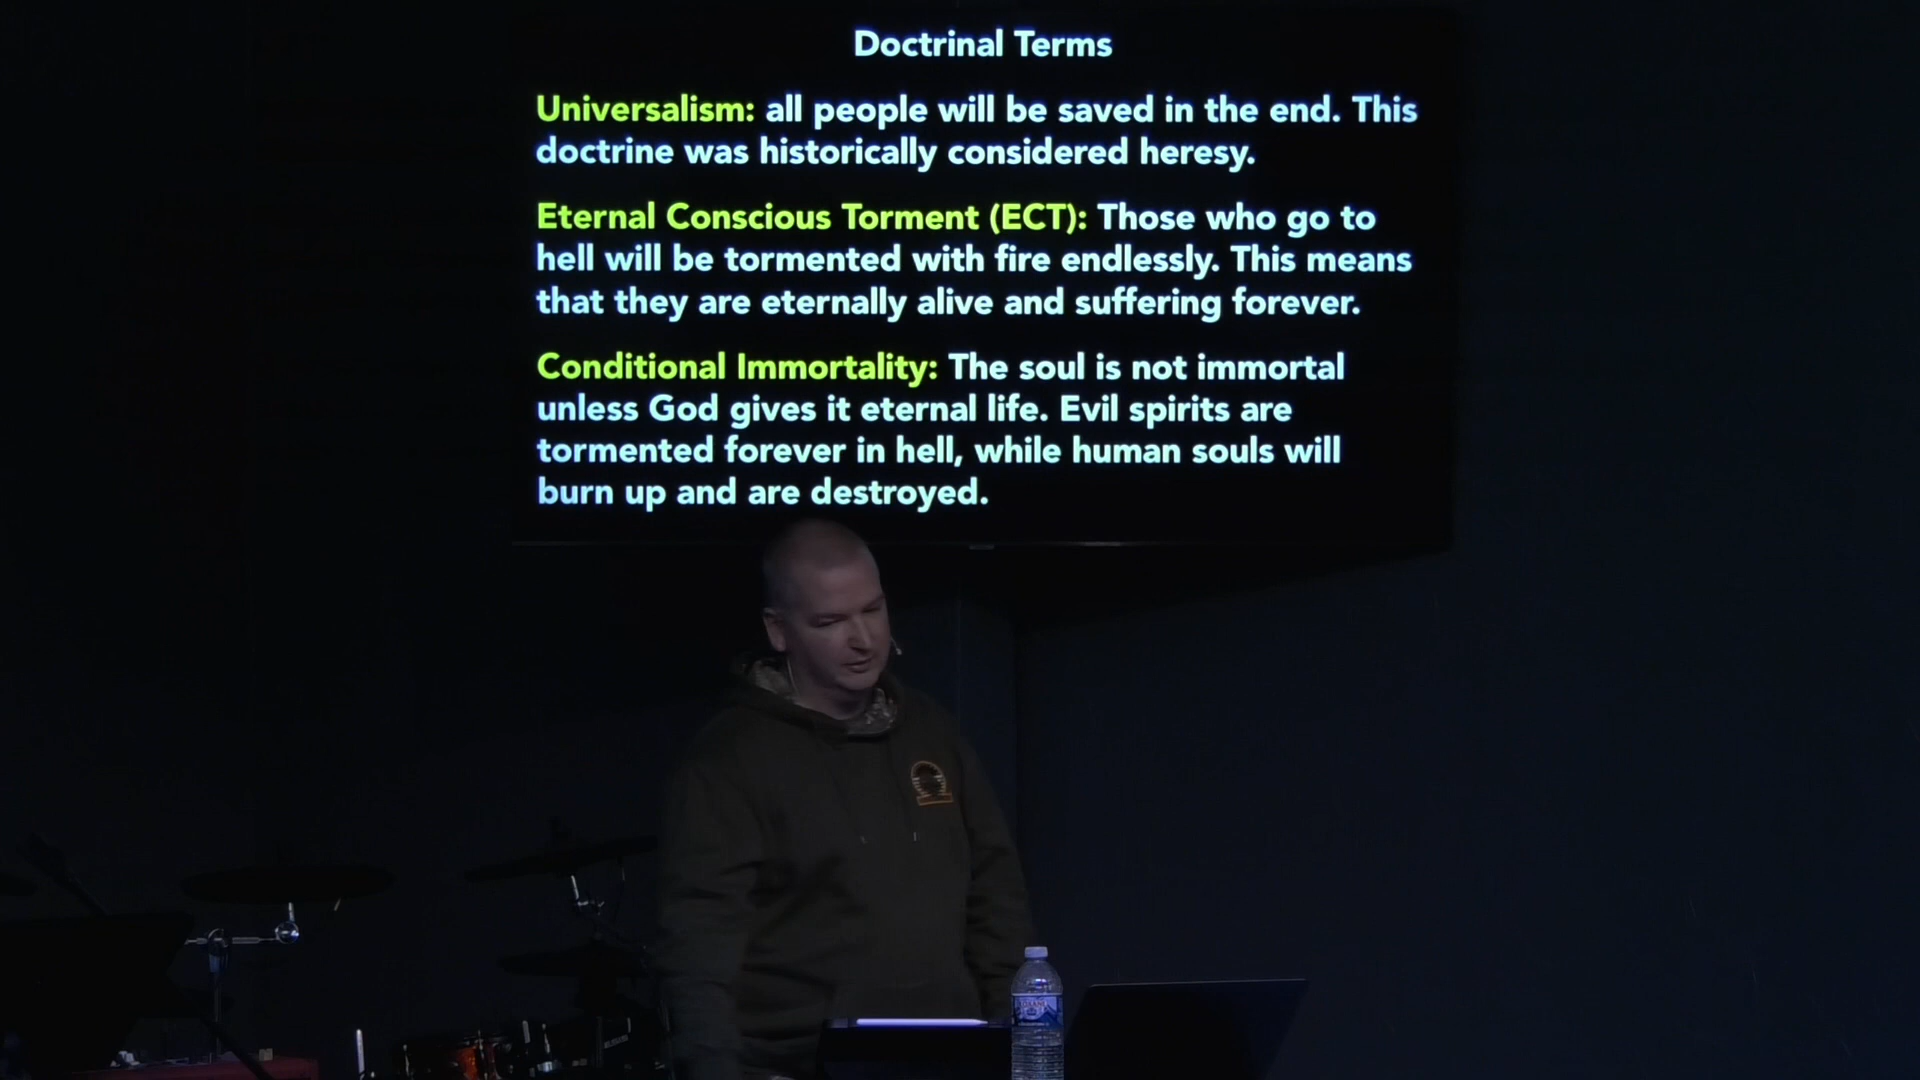 Doctrinal Terms
Universalism: all people will be saved in the end. This
doctrine was historically considered heresy.
Eternal Conscious Torment (ECT): Those who go to
hell will be tormented with fire endlessly. This means
that they are eternally alive and suffering forever.
Conditional Immortality: The soul is not immortal
unless God gives it eternal life. Evil spirits are
tormented forever in hell, while human souls will
burn up and are destroyed.